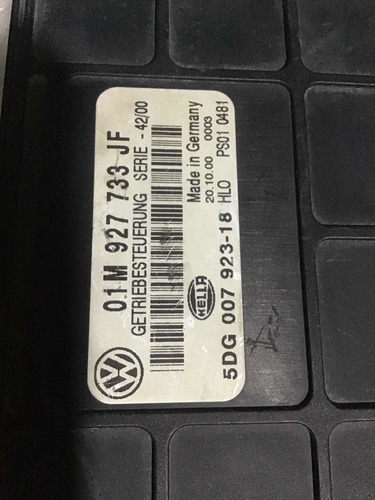 01M 927 733 JF
GETRIEBESTEUERUNG SERIE - 42/00
Made in Germany
20.10.00 0003
HELLA
5DG 007 923-18 HLO PS01 0481